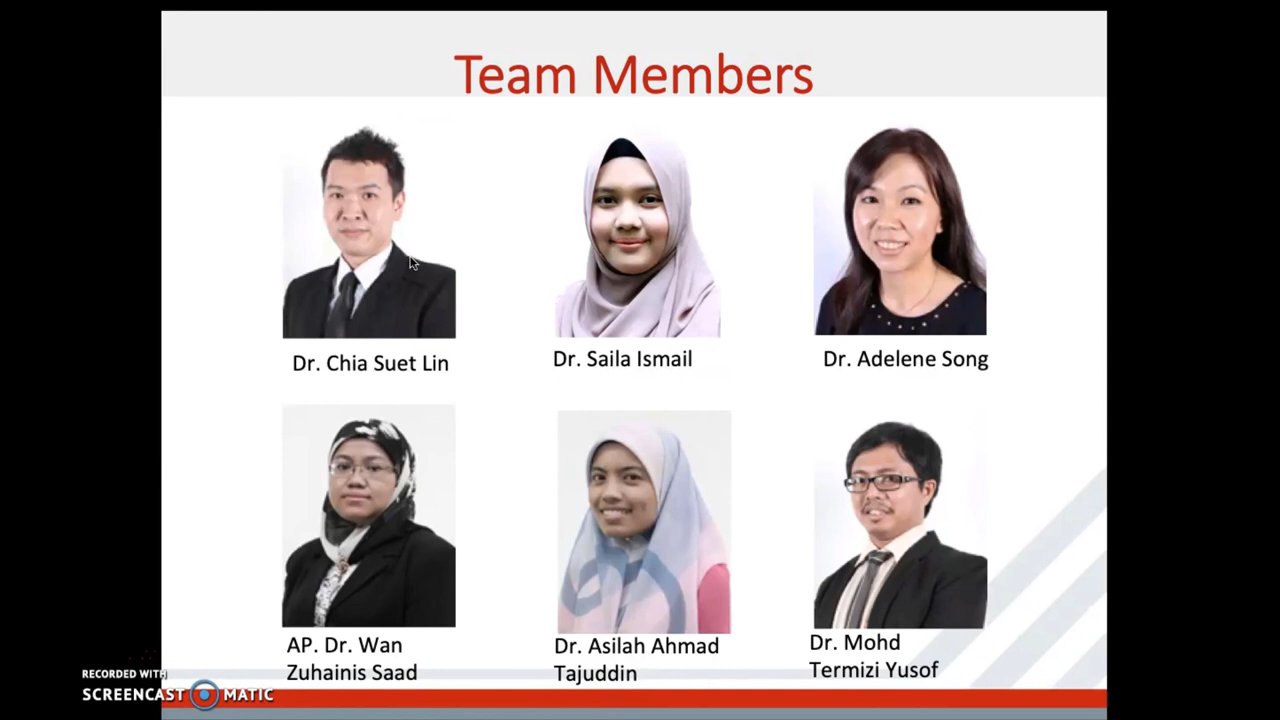 Team Members
Dr. Chia Suet Lin
Dr. Saila Ismail
Dr. Adelene Song
AP. Dr. Wan
Zuhainis Saad
Dr. Asilah Ahmad
Tajuddin
Dr. Mohd
Termizi Yusof
RECORDED WITH
SCREENCAST MATIC